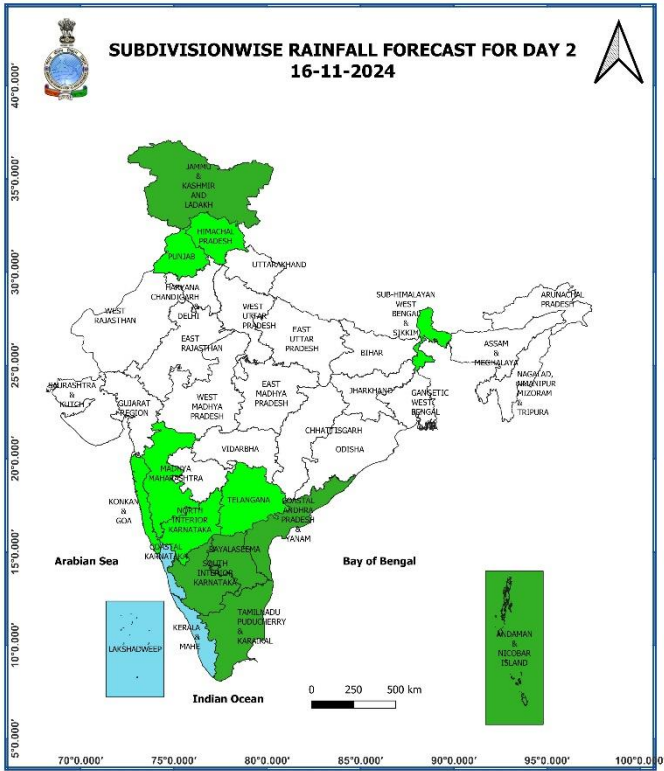 SUBDIVISIONWISE RAINFALL FORECAST FOR DAY 2
16-11-2024
40°0.000'
35°0.000'
30°0.000'
25°0.000'
20°0.000'
15°0.000'
10°0.000'
5°0.000'
JAMMU
&
KASHMIR
AND
LADAKH
HIMACHAL
PRADESH
PUNJAB
UTTARAKHAND
HARYANA
CHANDIGARH
&
DELHI
WEST
RAJASTHAN
EAST
RAJASTHAN
WEST
UTTAR
PRADESH
EAST
UTTAR
PRADESH
BIHAR
SUB-HIMALAYAN
WEST
BENGAL
&
SIKKIM
ARUNACHAL
PRADESH
ASSAM
&
MEGHALAYA
NAGALAD,
MANIPUR
MIZORAM
&
TRIPURA
SAURASHTRA
&
KUTCH
GUJARAT
REGION
WEST
MADHYA
PRADESH
EAST
MADHYA
PRADESH
JHARKHAND
GANGETIC
WEST
BENGAL
CHHATTISGARH
ODISHA
VIDARBHA
MADHYA
MAHARASHTRA
KONKAN
&
GOA
NORTH
INTERIOR
KARNATAKA
TELANGANA
COASTAL
ANDHRA
PRADESH
&
YANAM
COASTAL
KARNATAKA
RAYALASEEMA
SOUTH
INTERIOR
KARNATAKA
TAMILNADU
PUDUCHERRY
&
KARAIKAL
KERALA
&
MAHE
LAKSHADWEEP
ANDAMAN
&
NICOBAR
ISLAND
Arabian Sea
Bay of Bengal
Indian Ocean
0 250 500 km
70°0.000' 75°0.000' 80°0.000' 85°0.000' 90°0.000' 95°0.000' 100°0.000'